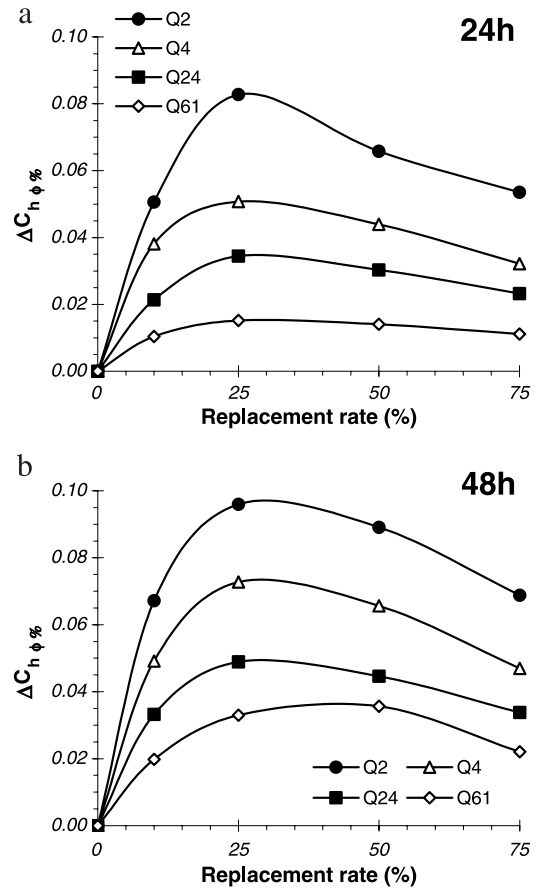 a
24h
Q2
Q4
Q24
Q61
0.10
0.08
0.06
0.04
0.02
0.00
ΔC h ϕ %
0 25 50 75
Replacement rate (%)
b
48h
0.10
0.08
0.06
0.04
0.02
0.00
ΔC h ϕ %
Q2 Q4
Q24 Q61
0 25 50 75
Replacement rate (%)